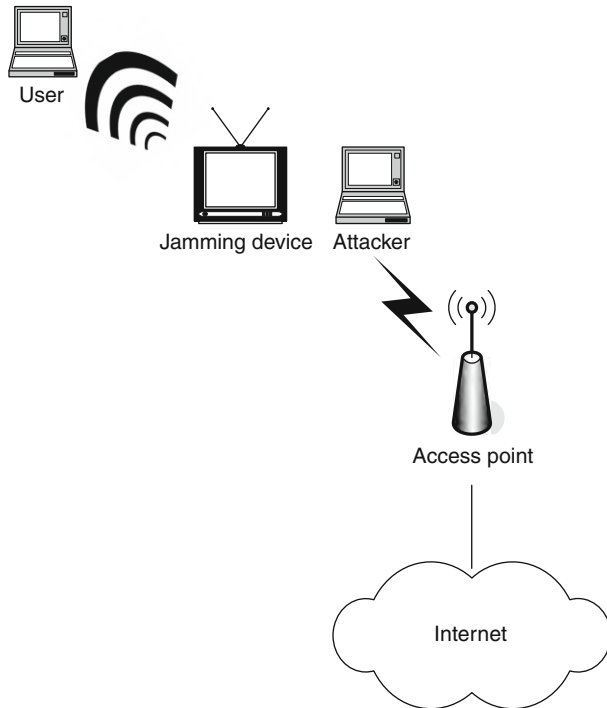 User
Jamming device
Attacker
Access point
Internet